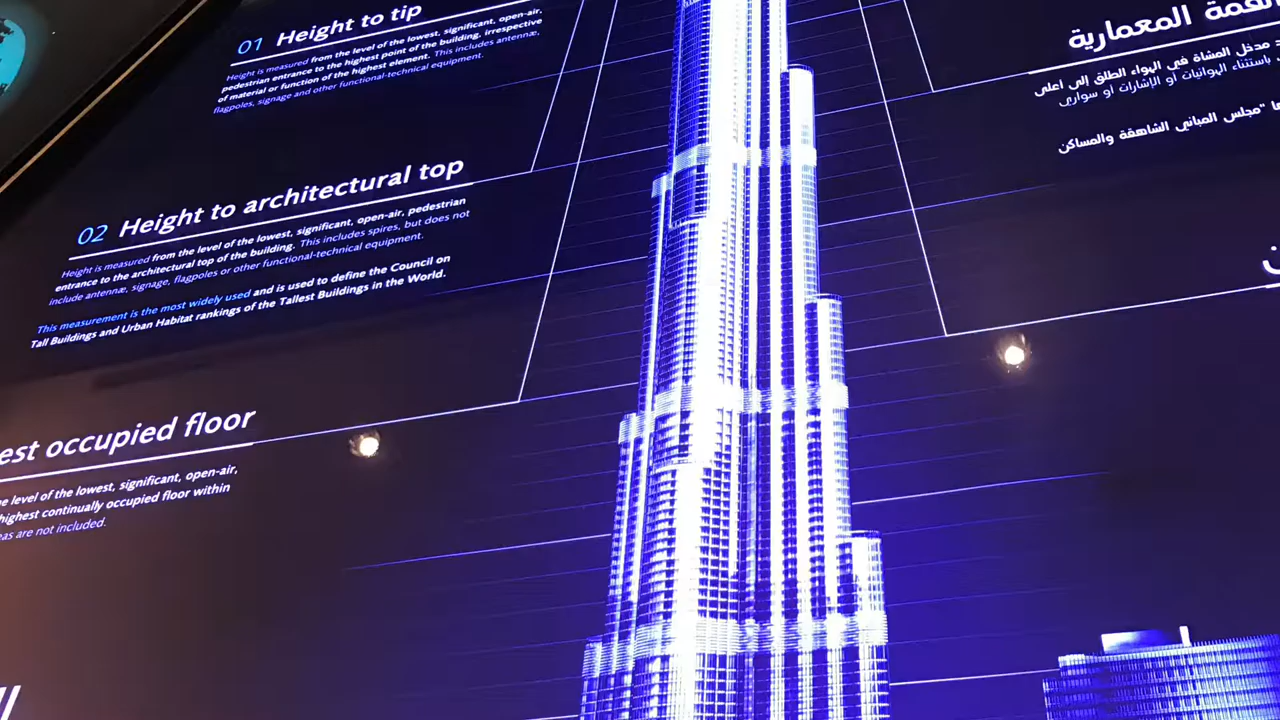 01 Height to tip
Height is measured from the level of the lowest, significant, open-air,
pedestrian entrance to the highest point of the building, irrespective
of material or function of the highest element. This includes antennæ,
flagpoles, signage and other functional-technical equipment.
02 Height to architectural top
Height is measured from the level of the lowest, significant, open-air, pedestrian
entrance to the architectural top of the building. This includes spires, but does not
include antennæ, signage, flagpoles or other functional-technical equipment.
This measurement is the most widely used and is used to define the Council on
Tall Buildings and Urban Habitat rankings of the Tallest Buildings in the World.
est occupied floor
e level of the lowest, significant, open-air,
highest continually occupied floor within
eas are not included.
المعمارية
مدخل المشاة في الهواء الطلق إلى اعلى
باستثناء الهوائيات او الإشارات او سواري
"مجلس المباني الشاهقة والمساكن